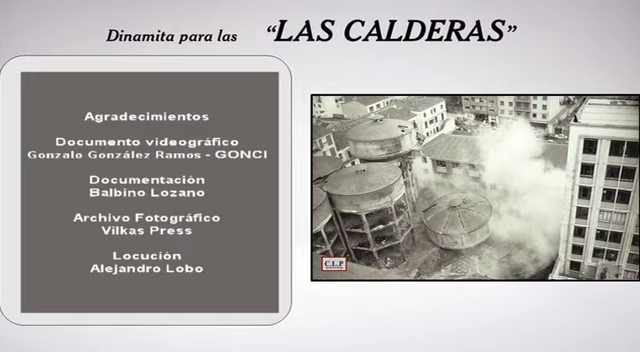 Dinamita para las “LAS CALDERAS”
Agradecimientos
Documento videográfico
Gonzalo González Ramos - GONCI
Documentación
Balbino Lozano
Archivo Fotográfico
Vilkas Press
Locución
Alejandro Lobo
C.L.P